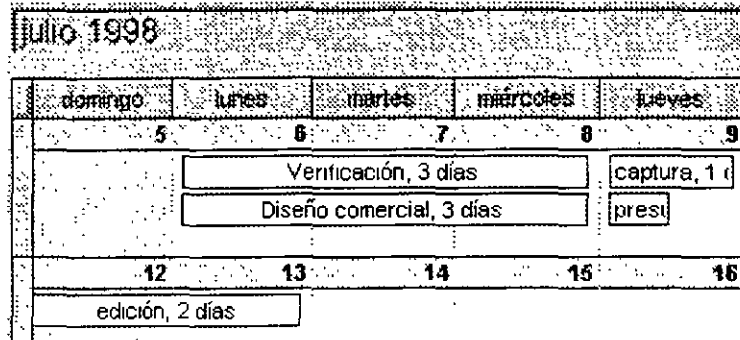 julio 1998
domingo lunes martes miércoles jueves
5 6 7 8 9
Verificación, 3 días captura, 1
Diseño comercial, 3 días
12 13 14 15 16
edición, 2 días